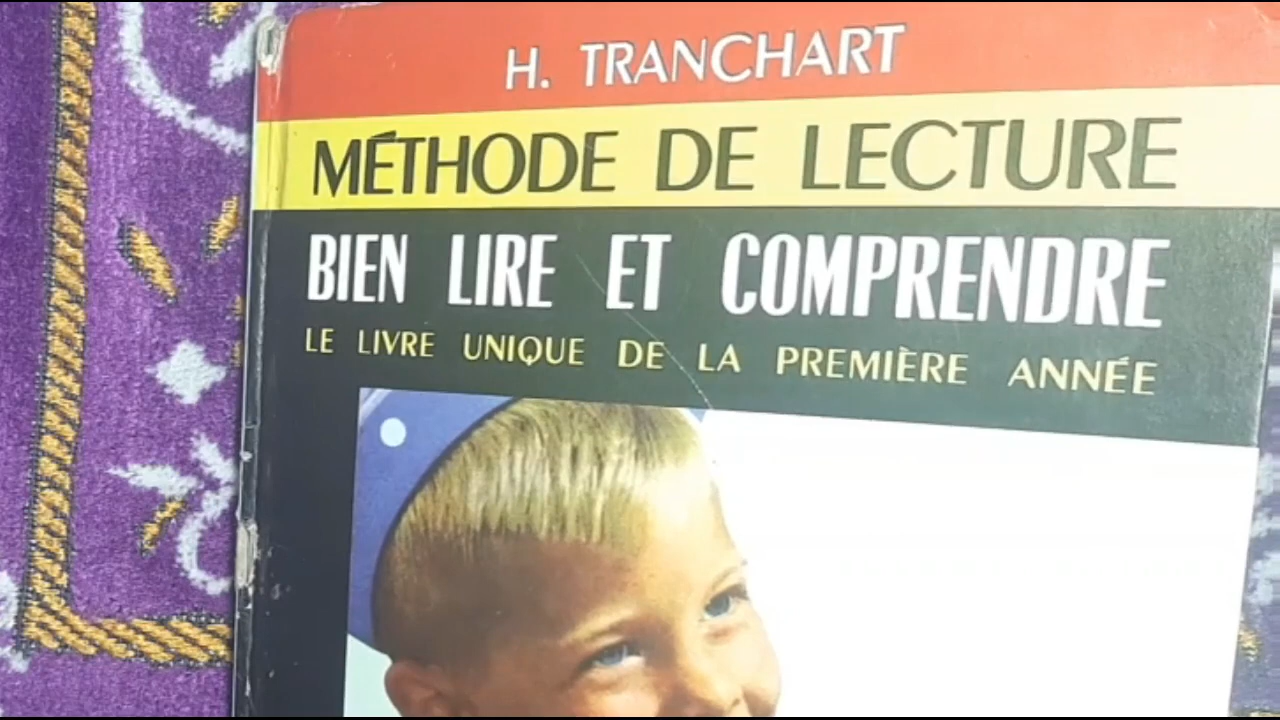 H. TRANCHART
MÉTHODE DE LECTURE
BIEN LIRE ET COMPRENDRE
LE LIVRE UNIQUE DE LA PREMIÈRE ANNÉE